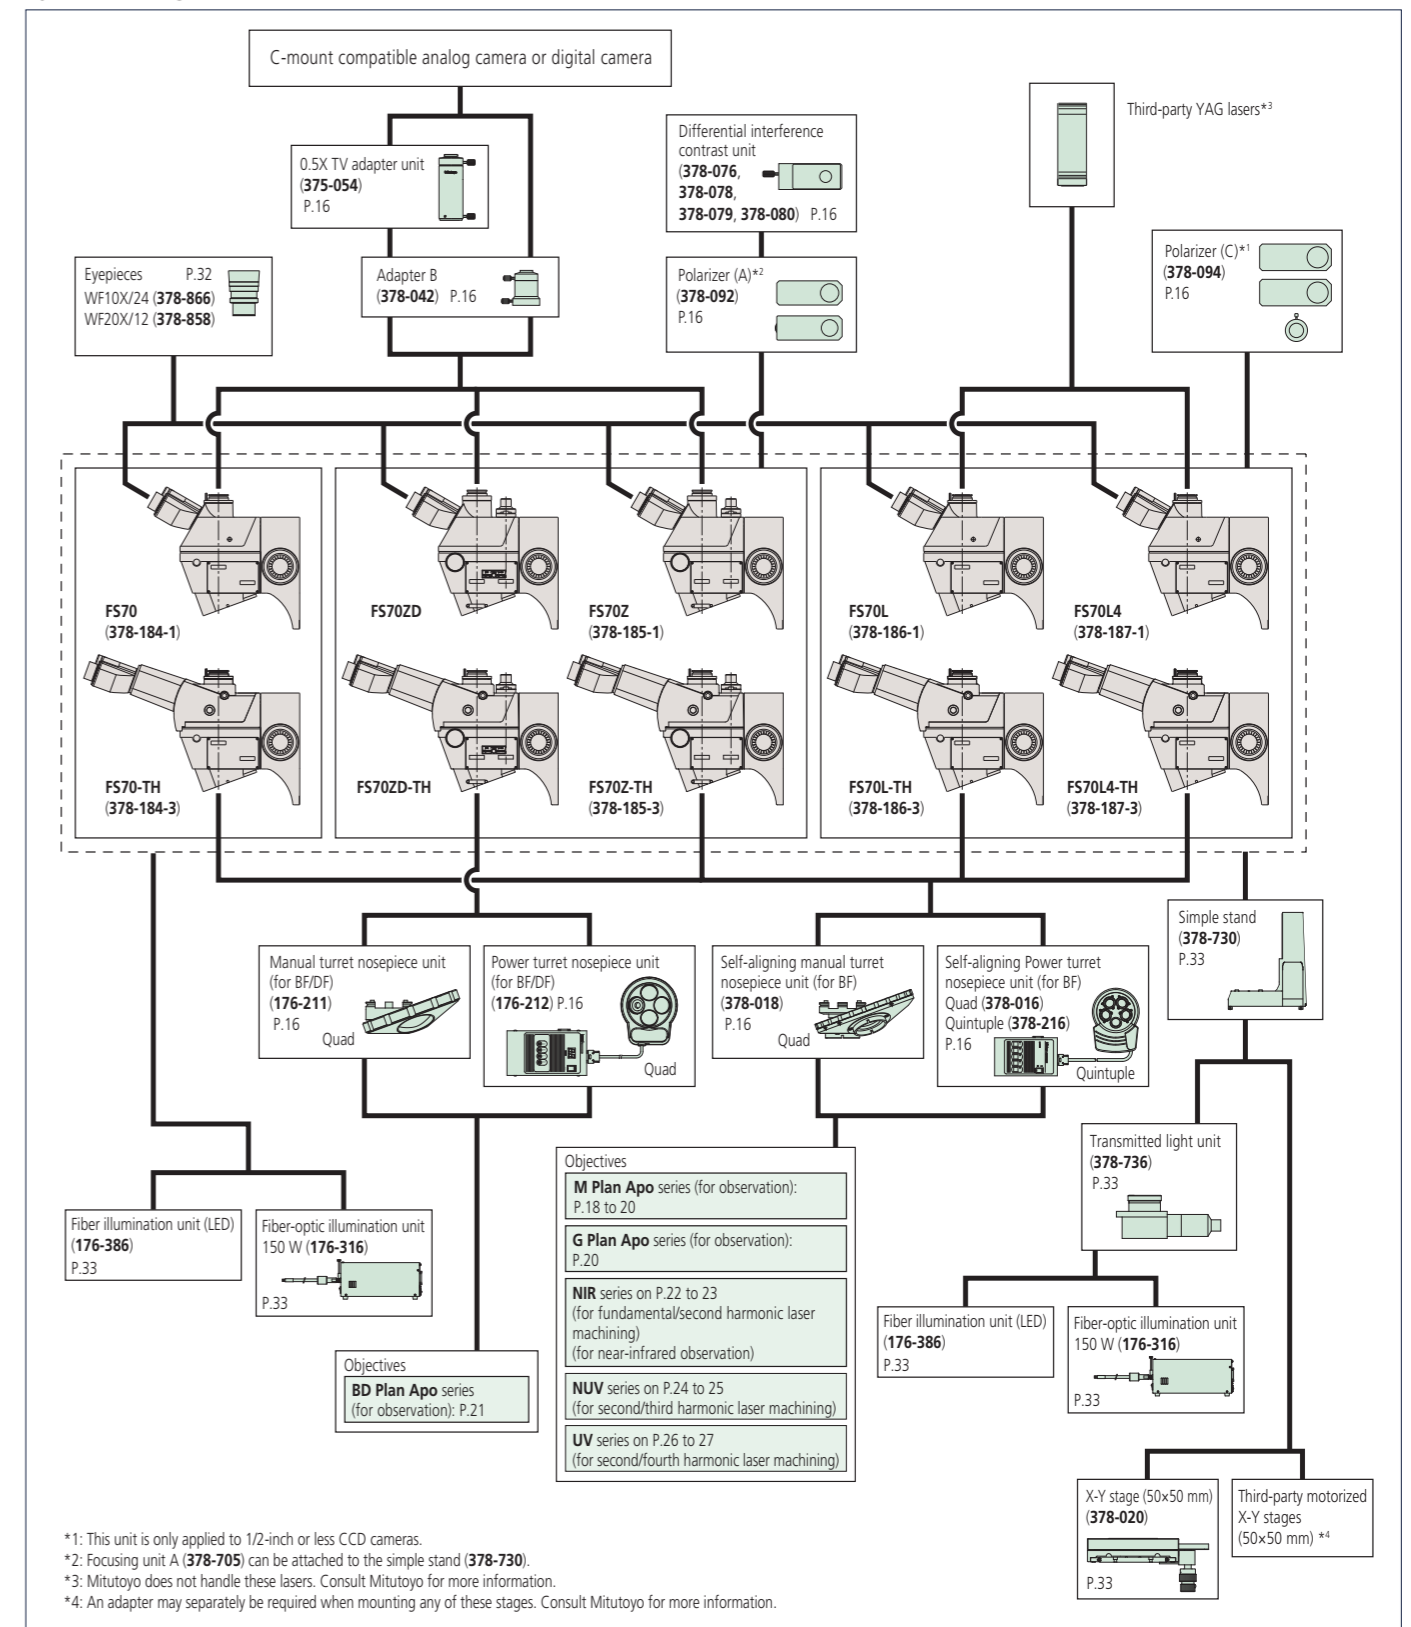 C-mount compatible analog camera or digital camera
Third-party YAG lasers*3
Differential interference
contrast unit
(378-076,
378-078,
378-079, 378-080) P.16
0.5X TV adapter unit
(375-054)
P.16
Polarizer (C)*1
(378-094)
P.16
Eyepieces P.32
WF10X/24 (378-866)
WF20X/12 (378-858)
Adapter B
(378-042) P.16
Polarizer (A)*2
(378-092)
P.16
FS70
(378-184-1)
FS70ZD
FS70Z
(378-185-1)
FS70L
(378-186-1)
FS70L4
(378-187-1)
FS70-TH
(378-184-3)
FS70ZD-TH
FS70Z-TH
(378-185-3)
FS70L-TH
(378-186-3)
FS70L4-TH
(378-187-3)
Simple stand
(378-730)
P.33
Manual turret nosepiece unit
(for BF/DF)
(176-211)
P.16
Quad
Power turret nosepiece unit
(for BF/DF)
(176-212) P.16
Quad
Self-aligning manual turret
nosepiece unit (for BF)
(378-018)
P.16
Quad
Self-aligning Power turret
nosepiece unit (for BF)
Quad (378-016)
Quintuple (378-216)
P.16
Quintuple
Transmitted light unit
(378-736)
P.33
Fiber illumination unit (LED)
(176-386)
P.33
Fiber-optic illumination unit
150 W (176-316)
P.33
Objectives
M Plan Apo series (for observation):
P.18 to 20
G Plan Apo series (for observation):
P.20
NIR series on P.22 to 23
(for fundamental/second harmonic laser
machining)
(for near-infrared observation)
NUV series on P.24 to 25
(for second/third harmonic laser machining)
UV series on P.26 to 27
(for second/fourth harmonic laser machining)
Fiber illumination unit (LED)
(176-386)
P.33
Fiber-optic illumination unit
150 W (176-316)
P.33
Objectives
BD Plan Apo series
(for observation): P.21
X-Y stage (50×50 mm)
(378-020)
P.33
Third-party motorized
X-Y stages
(50×50 mm) *4
*1: This unit is only applied to 1/2-inch or less CCD cameras.
*2: Focusing unit A (378-705) can be attached to the simple stand (378-730).
*3: Mitutoyo does not handle these lasers. Consult Mitutoyo for more information.
*4: An adapter may separately be required when mounting any of these stages. Consult Mitutoyo for more information.